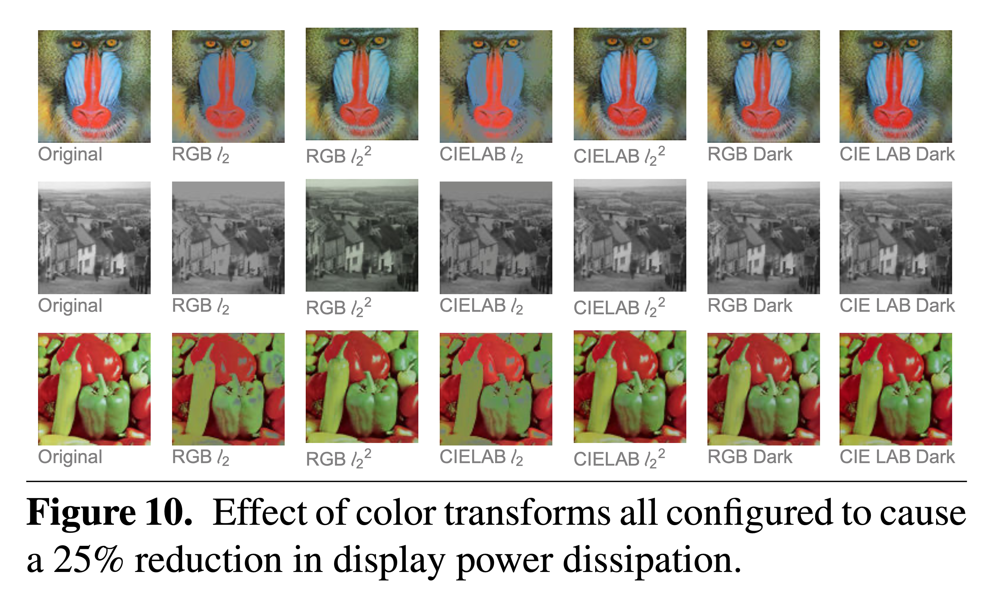 Original RGB l₂ RGB l₂² CIELAB l₂ CIELAB l₂² RGB Dark CIE LAB Dark
Original RGB l₂ RGB l₂² CIELAB l₂ CIELAB l₂² RGB Dark CIE LAB Dark
Original RGB l₂ RGB l₂² CIELAB l₂ CIELAB l₂² RGB Dark CIE LAB Dark
Figure 10. Effect of color transforms all configured to cause
a 25% reduction in display power dissipation.